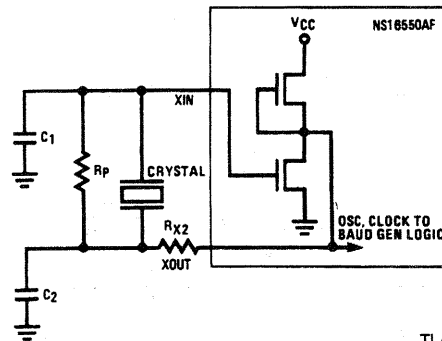 VCC
NS16550AF
XIN
C1
RP
CRYSTAL
RX2
XOUT
OSC, CLOCK TO
BAUD GEN LOGIC
C2
TL